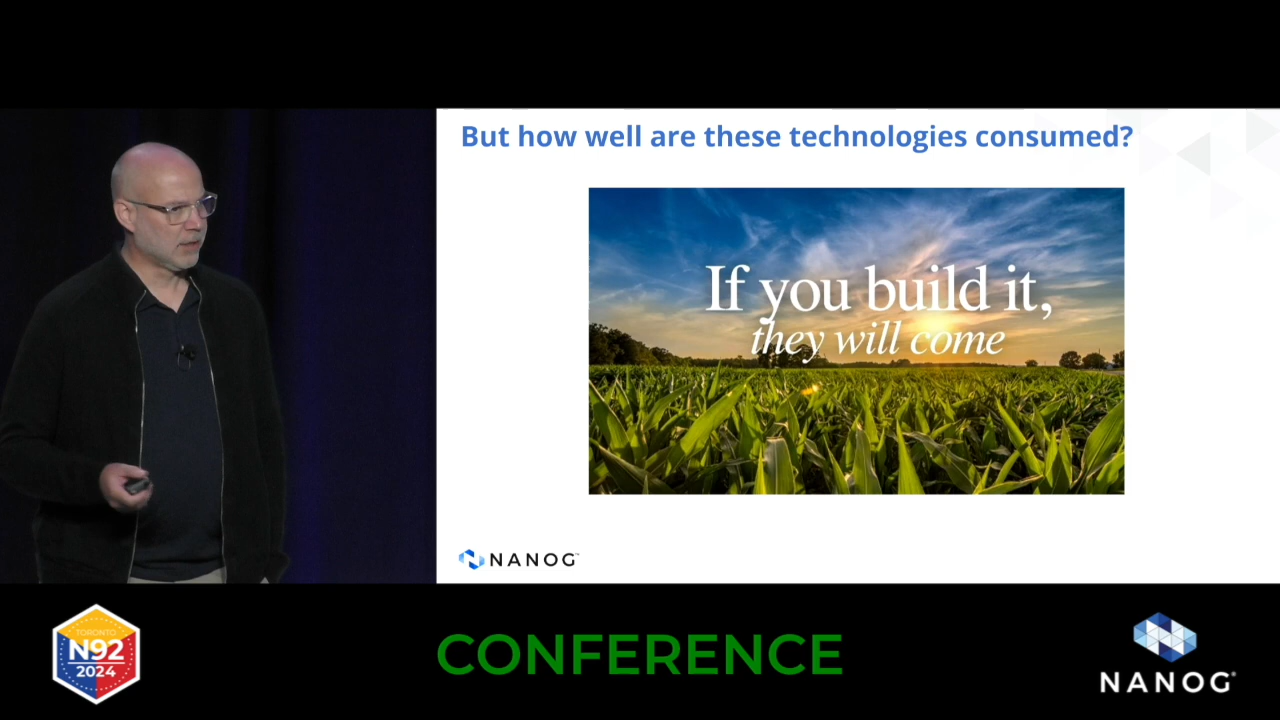 But how well are these technologies consumed?
If you build it,
they will come
NANOG™
TORONTO
N92
2024
CONFERENCE
NANOG®